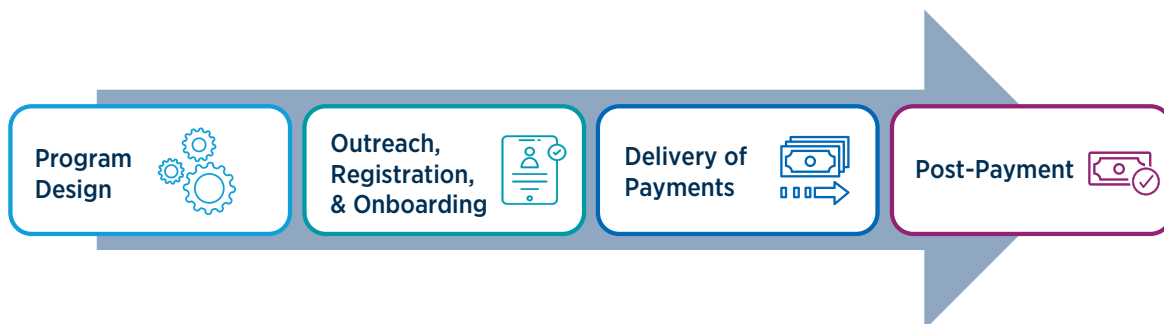 Program
Design
Outreach,
Registration,
& Onboarding
Delivery of
Payments
Post-Payment